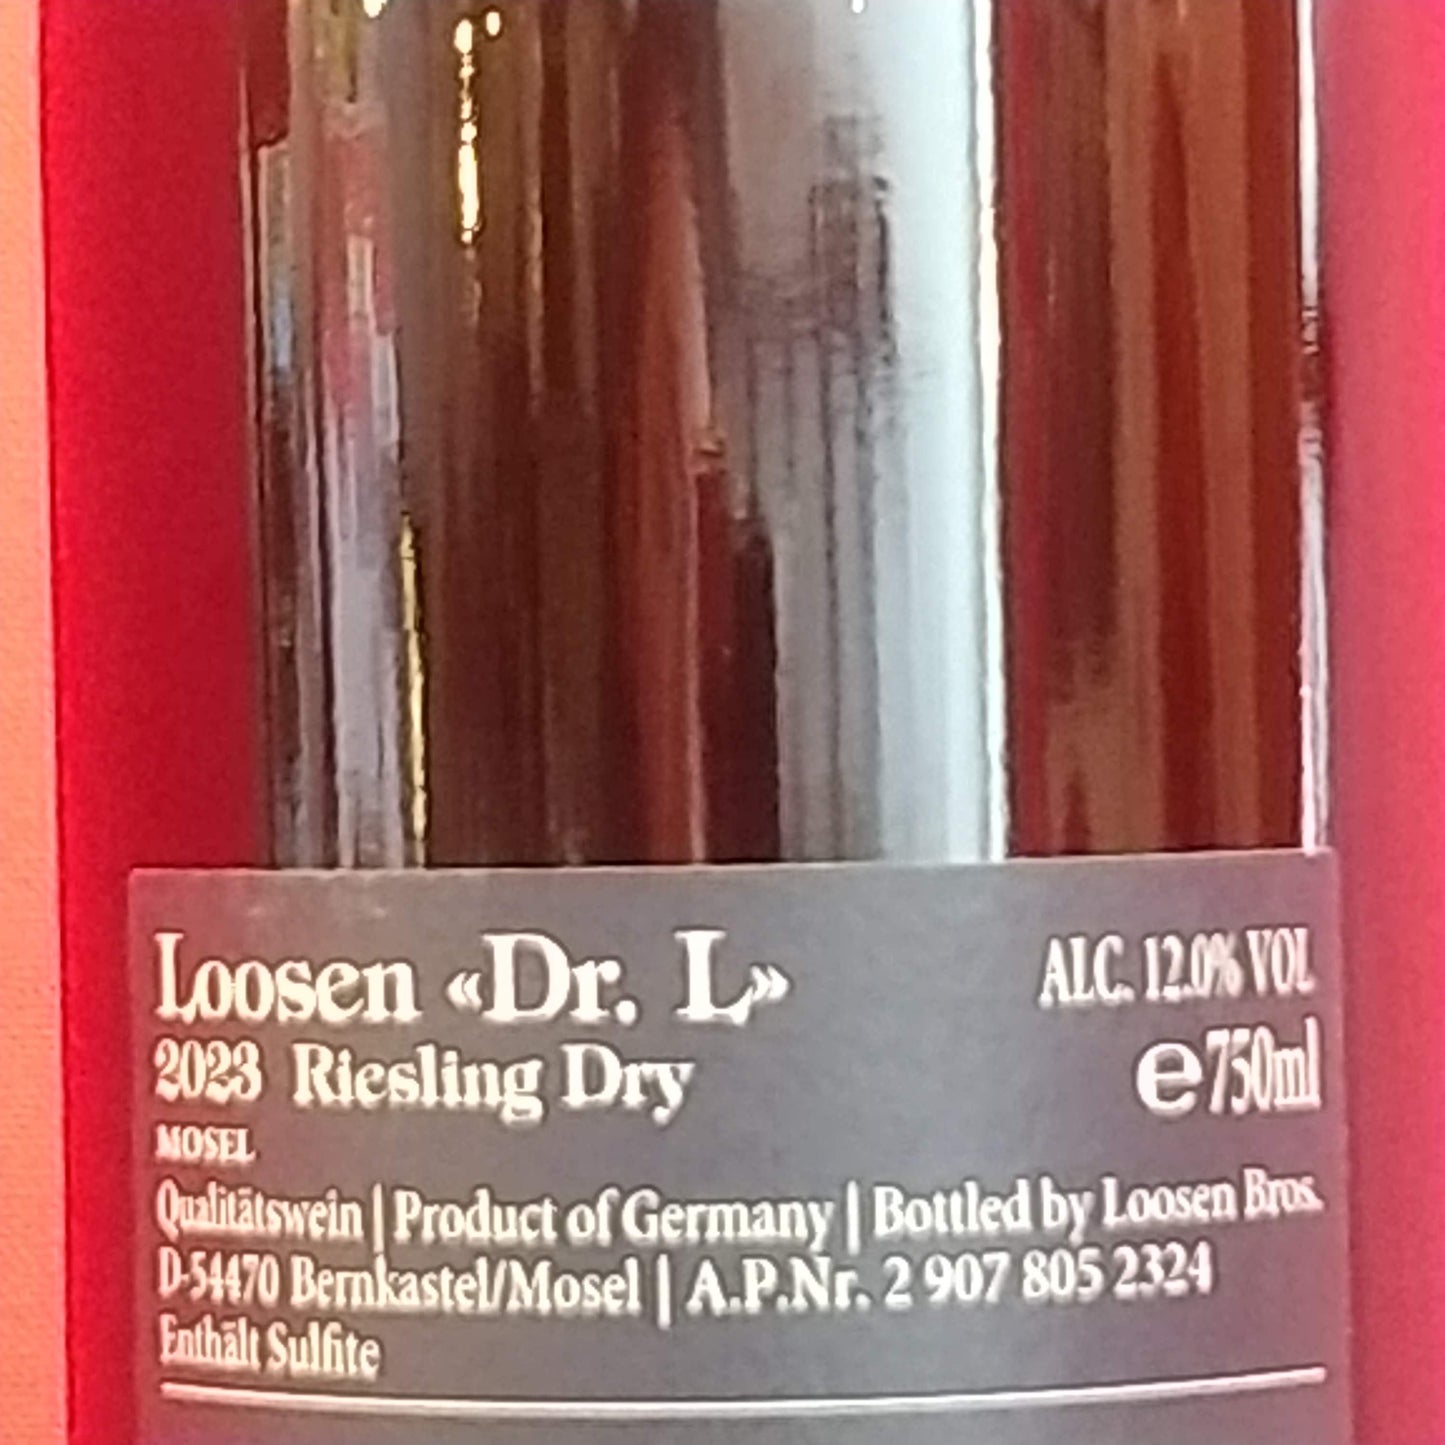 Loosen «Dr. L»
ALC. 12.0% VOL
2023 Riesling Dry
e 750ml
MOSEL
Qualitätswein | Product of Germany | Bottled by Loosen Bros.
D-54470 Bernkastel/Mosel | A.P.Nr. 2 907 805 2324
Enthält Sulfite